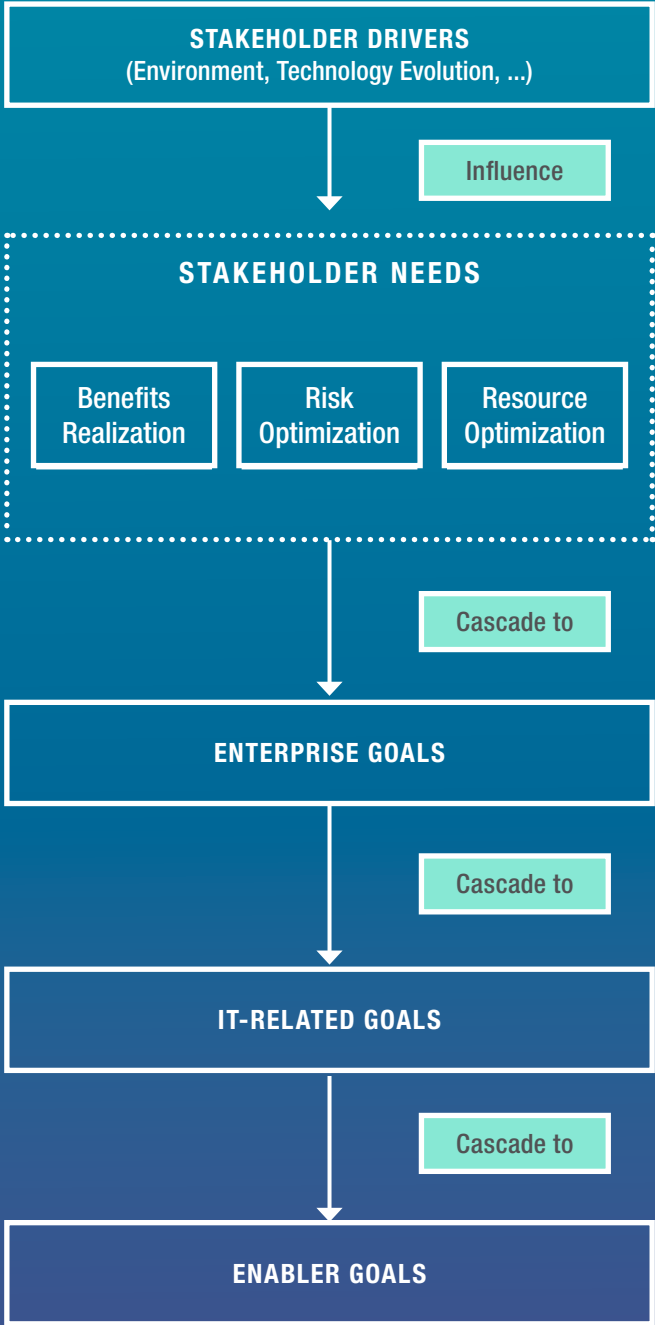 STAKEHOLDER DRIVERS
(Environment, Technology Evolution, ...)
Influence
STAKEHOLDER NEEDS
Benefits
Realization
Risk
Optimization
Resource
Optimization
Cascade to
ENTERPRISE GOALS
Cascade to
IT-RELATED GOALS
Cascade to
ENABLER GOALS